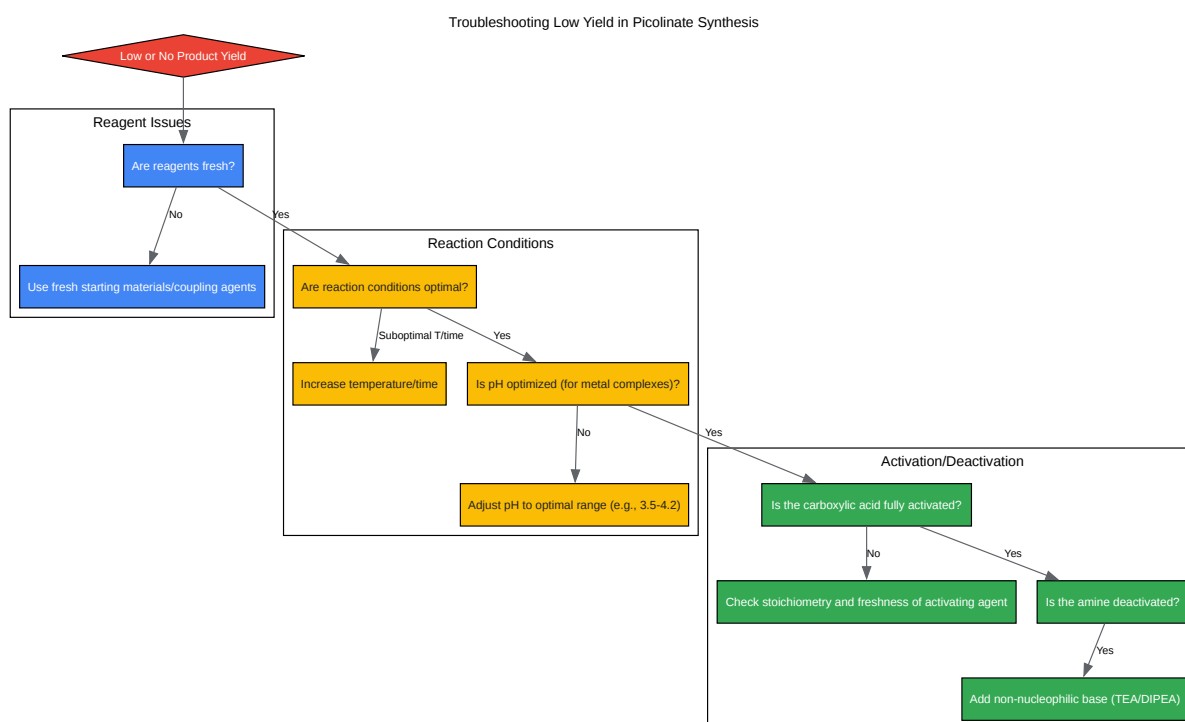 Troubleshooting Low Yield in Picolinate Synthesis
Low or No Product Yield
Reagent Issues
Are reagents fresh?
No
Yes
Use fresh starting materials/coupling agents
Reaction Conditions
Are reaction conditions optimal?
Suboptimal T/time
Yes
Increase temperature/time
Is pH optimized (for metal complexes)?
No
Yes
Adjust pH to optimal range (e.g., 3.5-4.2)
Activation/Deactivation
Is the carboxylic acid fully activated?
No
Yes
Check stoichiometry and freshness of activating agent
Is the amine deactivated?
Yes
Add non-nucleophilic base (TEA/DIPEA)